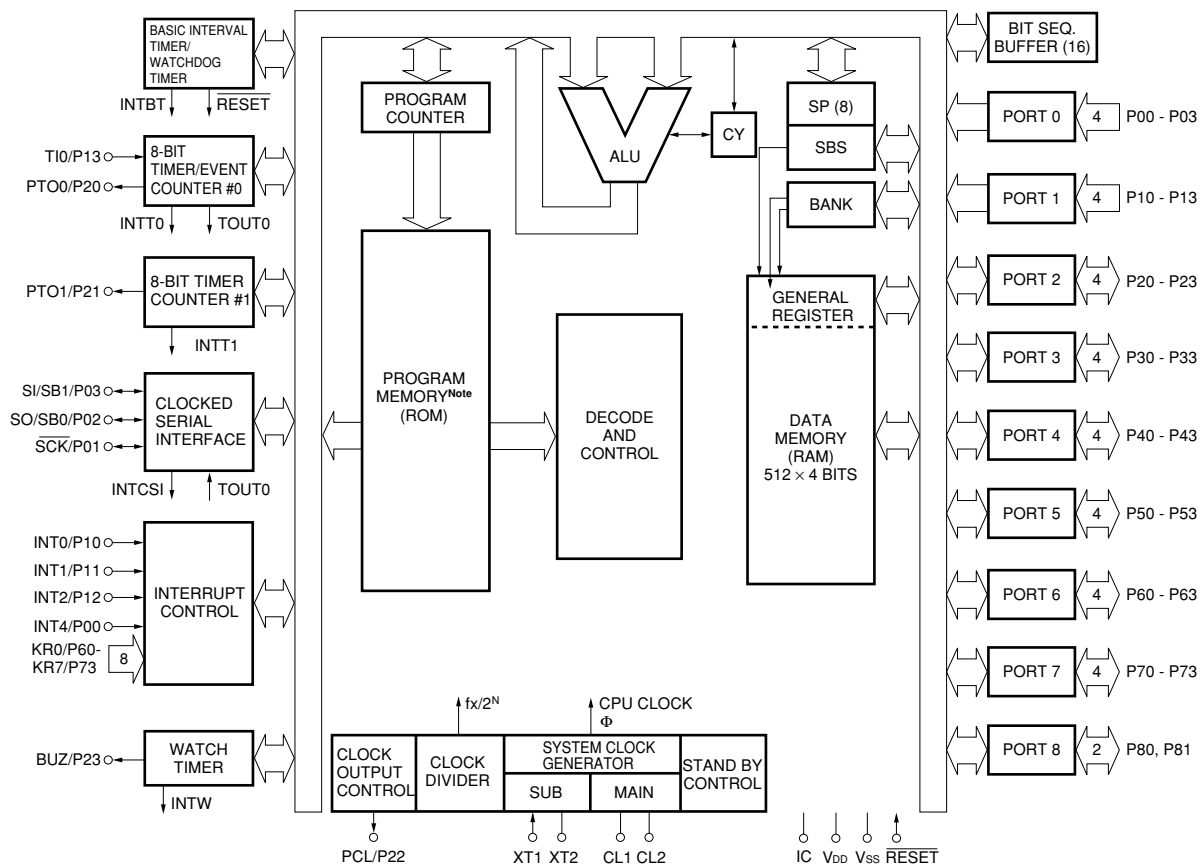 BASIC INTERVAL
TIMER/
WATCHDOG
TIMER
INTBT
RESET
TI0/P13
PTO0/P20
8-BIT
TIMER/EVENT
COUNTER #0
INTT0
TOUT0
PTO1/P21
8-BIT TIMER
COUNTER #1
INTT1
SI/SB1/P03
SO/SB0/P02
SCK/P01
CLOCKED
SERIAL
INTERFACE
INTCSI
TOUT0
INT0/P10
INT1/P11
INT2/P12
INT4/P00
KR0/P60-
KR7/P73
8
INTERRUPT
CONTROL
BUZ/P23
WATCH
TIMER
INTW
PROGRAM
COUNTER
ALU
CY
SP (8)
SBS
BANK
PROGRAM
MEMORYNote
(ROM)
DECODE
AND
CONTROL
GENERAL
REGISTER
DATA
MEMORY
(RAM)
512 × 4 BITS
fx/2N
CPU CLOCK
Φ
CLOCK
OUTPUT
CONTROL
CLOCK
DIVIDER
SYSTEM CLOCK
GENERATOR
SUB
MAIN
STAND BY
CONTROL
PCL/P22
XT1
XT2
CL1
CL2
IC
VDD
VSS
RESET
BIT SEQ.
BUFFER (16)
PORT 0
4
P00 - P03
PORT 1
4
P10 - P13
PORT 2
4
P20 - P23
PORT 3
4
P30 - P33
PORT 4
4
P40 - P43
PORT 5
4
P50 - P53
PORT 6
4
P60 - P63
PORT 7
4
P70 - P73
PORT 8
2
P80, P81